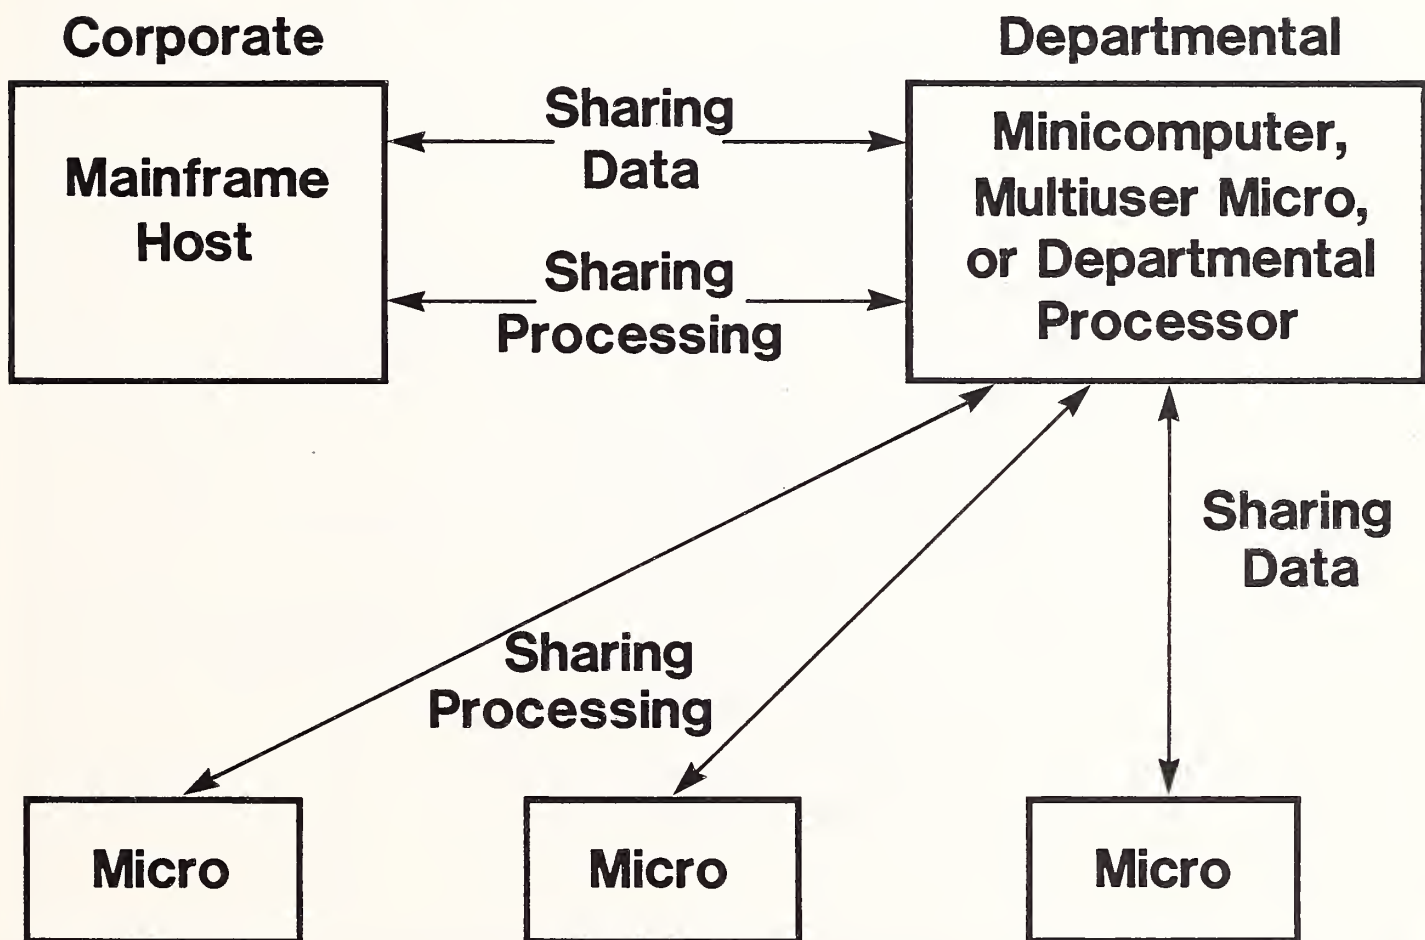 Corporate
Departmental
Mainframe
Host
Sharing
Data
Sharing
Processing
Minicomputer,
Multiuser Micro,
or Departmental
Processor
Sharing
Data
Sharing
Processing
Micro
Micro
Micro